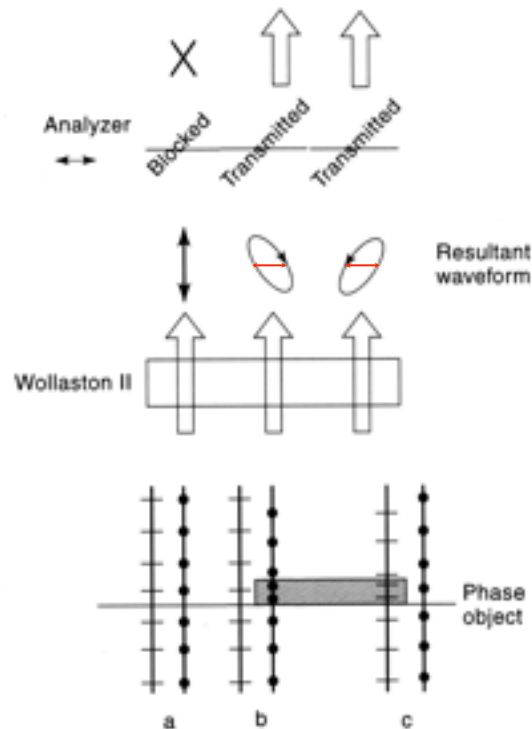 X
Analyzer
Blocked
Transmitted
Transmitted
Resultant
waveform
Wollaston II
Phase
object
a
b
c